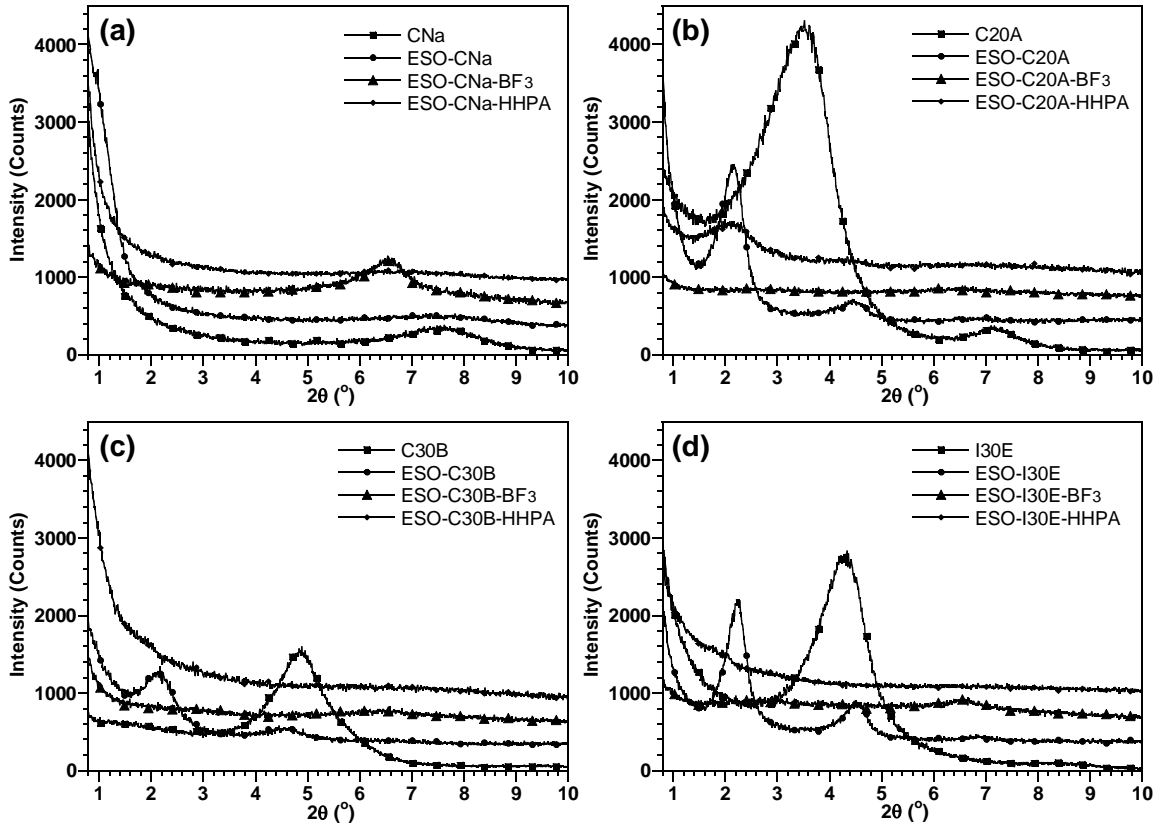 (a)
CNa
ESO-CNa
ESO-CNa-BF3
ESO-CNa-HHPA
Intensity (Counts)
4000
3000
2000
1000
0
1 2 3 4 5 6 7 8 9 10
2θ (º)
(b)
C20A
ESO-C20A
ESO-C20A-BF3
ESO-C20A-HHPA
Intensity (Counts)
4000
3000
2000
1000
0
1 2 3 4 5 6 7 8 9 10
2θ (º)
(c)
C30B
ESO-C30B
ESO-C30B-BF3
ESO-C30B-HHPA
Intensity (Counts)
4000
3000
2000
1000
0
1 2 3 4 5 6 7 8 9 10
2θ (º)
(d)
I30E
ESO-I30E
ESO-I30E-BF3
ESO-I30E-HHPA
Intensity (Counts)
4000
3000
2000
1000
0
1 2 3 4 5 6 7 8 9 10
2θ (º)